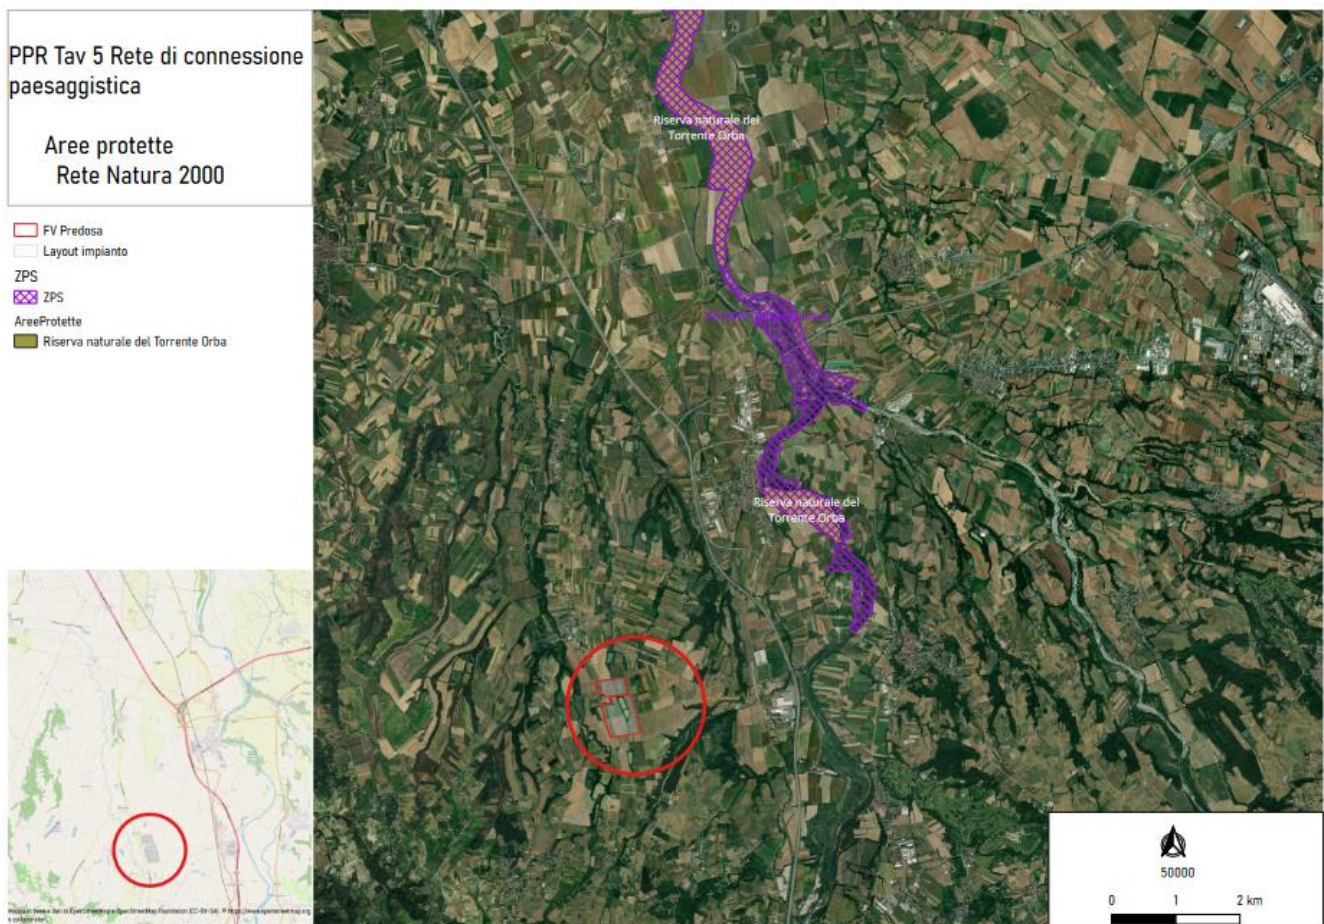 PPR Tav 5 Rete di connessione
paesaggistica
Aree protette
Rete Natura 2000
FV Predosa
Layout impianto
ZPS
ZPS
AreeProtette
Riserva naturale del Torrente Orba
Riserva naturale del
Torrente Orba
Riserva naturale del
Torrente Orba
50000
0 1 2 km